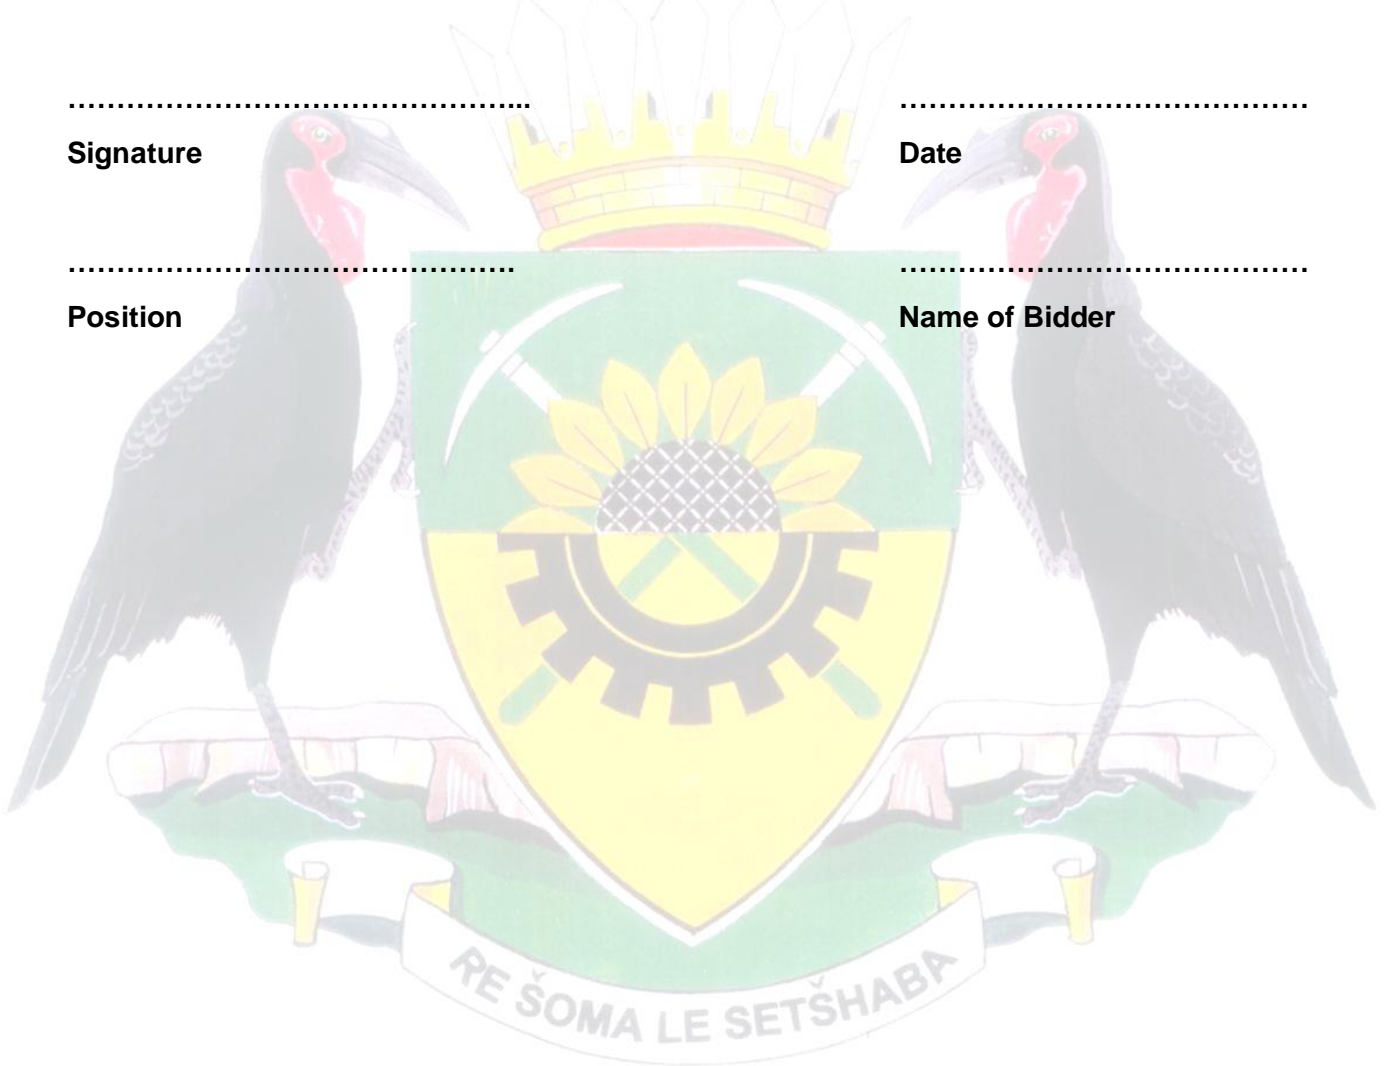 ……………………………………….... ……………………………………
Signature Date
………………………………………. ……………………………………
Position Name of Bidder
RE ŠOMA LE SETŠHABA